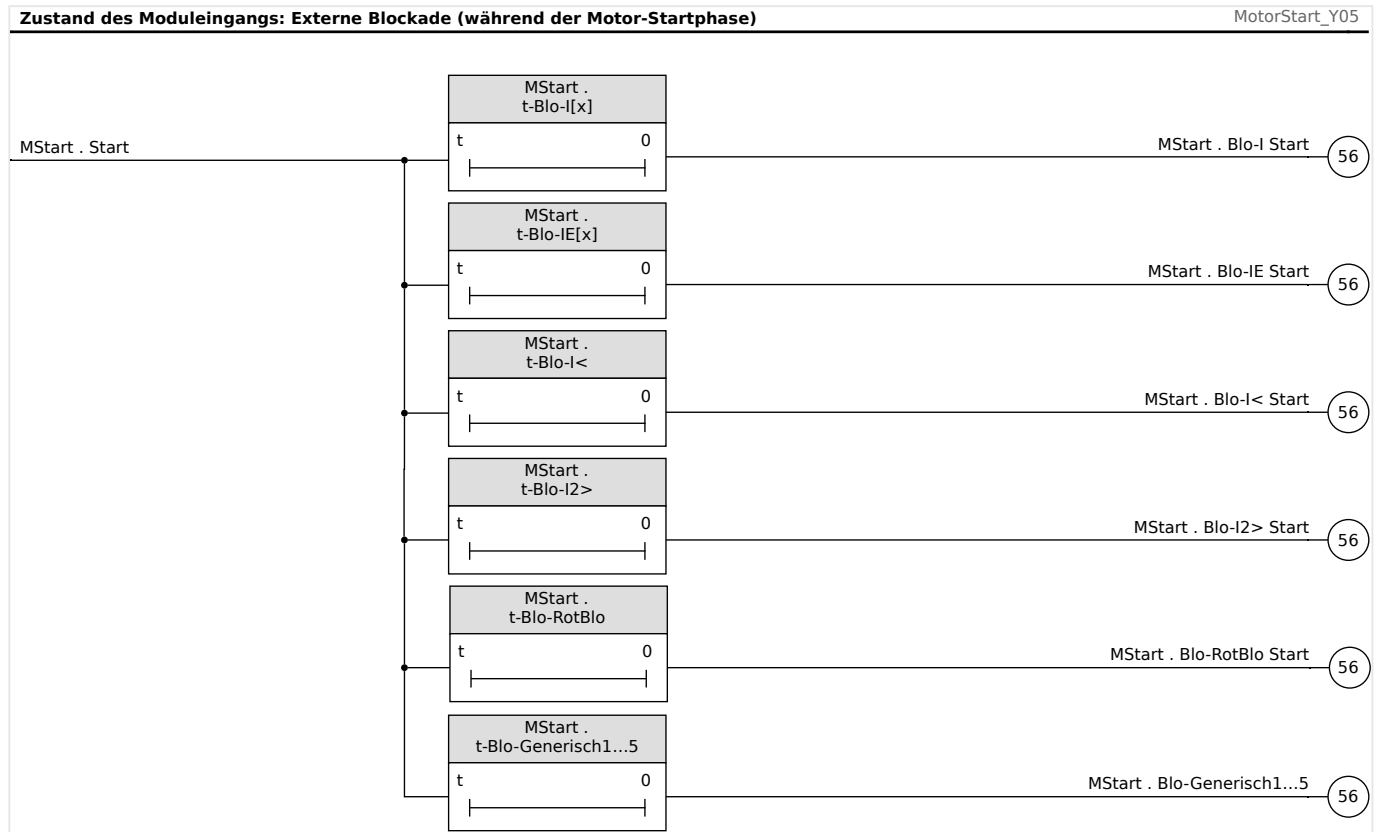 Zustand des Moduleingangs: Externe Blockade (während der Motor-Startphase)
MotorStart_Y05
MStart . Start
MStart .
t-Blo-I[x]
t 0
MStart . Blo-I Start
56
MStart .
t-Blo-IE[x]
t 0
MStart . Blo-IE Start
56
MStart .
t-Blo-I<
t 0
MStart . Blo-I< Start
56
MStart .
t-Blo-I2>
t 0
MStart . Blo-I2> Start
56
MStart .
t-Blo-RotBlo
t 0
MStart . Blo-RotBlo Start
56
MStart .
t-Blo-Generisch1...5
t 0
MStart . Blo-Generisch1...5
56